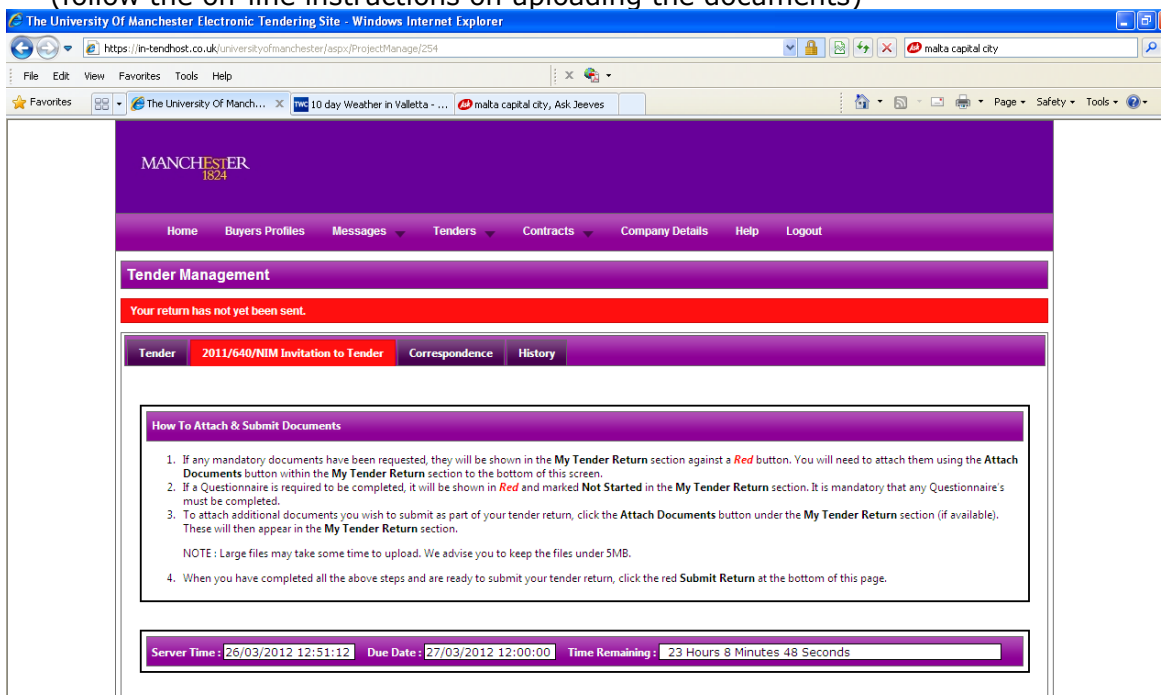 (follow the on-line instructions on uploading the documents)
The University Of Manchester Electronic Tendering Site - Windows Internet Explorer
https://in-tendhost.co.uk/universityofmanchester/aspx/ProjectManage/254
malta capital city
File Edit View Favorites Tools Help
Favorites The University Of Manch... 10 day Weather in Valletta - ... malta capital city, Ask Jeeves Page Safety Tools
MANCHESTER
1824
Home Buyers Profiles Messages Tenders Contracts Company Details Help Logout
Tender Management
Your return has not yet been sent.
Tender 2011/640/NIM Invitation to Tender Correspondence History
How To Attach & Submit Documents
1. If any mandatory documents have been requested, they will be shown in the My Tender Return section against a Red button. You will need to attach them using the Attach
Documents button within the My Tender Return section to the bottom of this screen.
2. If a Questionnaire is required to be completed, it will be shown in Red and marked Not Started in the My Tender Return section. It is mandatory that any Questionnaire's
must be completed.
3. To attach additional documents you wish to submit as part of your tender return, click the Attach Documents button under the My Tender Return section (if available).
These will then appear in the My Tender Return section.
NOTE : Large files may take some time to upload. We advise you to keep the files under 5MB.
4. When you have completed all the above steps and are ready to submit your tender return, click the red Submit Return at the bottom of this page.
Server Time : 26/03/2012 12:51:12 Due Date : 27/03/2012 12:00:00 Time Remaining : 23 Hours 8 Minutes 48 Seconds